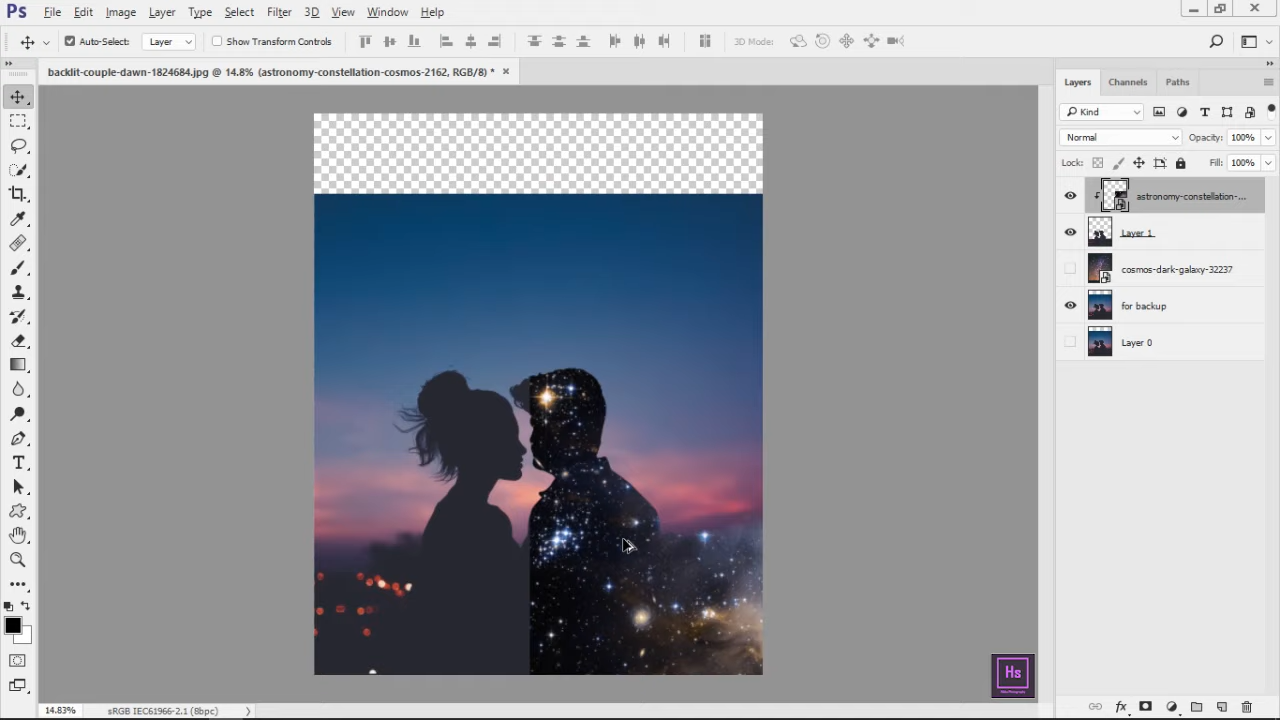 Ps File Edit Image Layer Type Select Filter 3D View Window Help
Auto-Select: Layer Show Transform Controls 3D Mode:
backlit-couple-dawn-1824684.jpg @ 14.8% (astronomy-constellation-cosmos-2162, RGB/8) * ×
Layers Channels Paths
Kind
Normal Opacity: 100%
Lock: Fill: 100%
astronomy-constellation-...
Layer 1
cosmos-dark-galaxy-32237
for backup
Layer 0
Hs
14.83% sRGB IEC61966-2.1 (8bpc)
fx